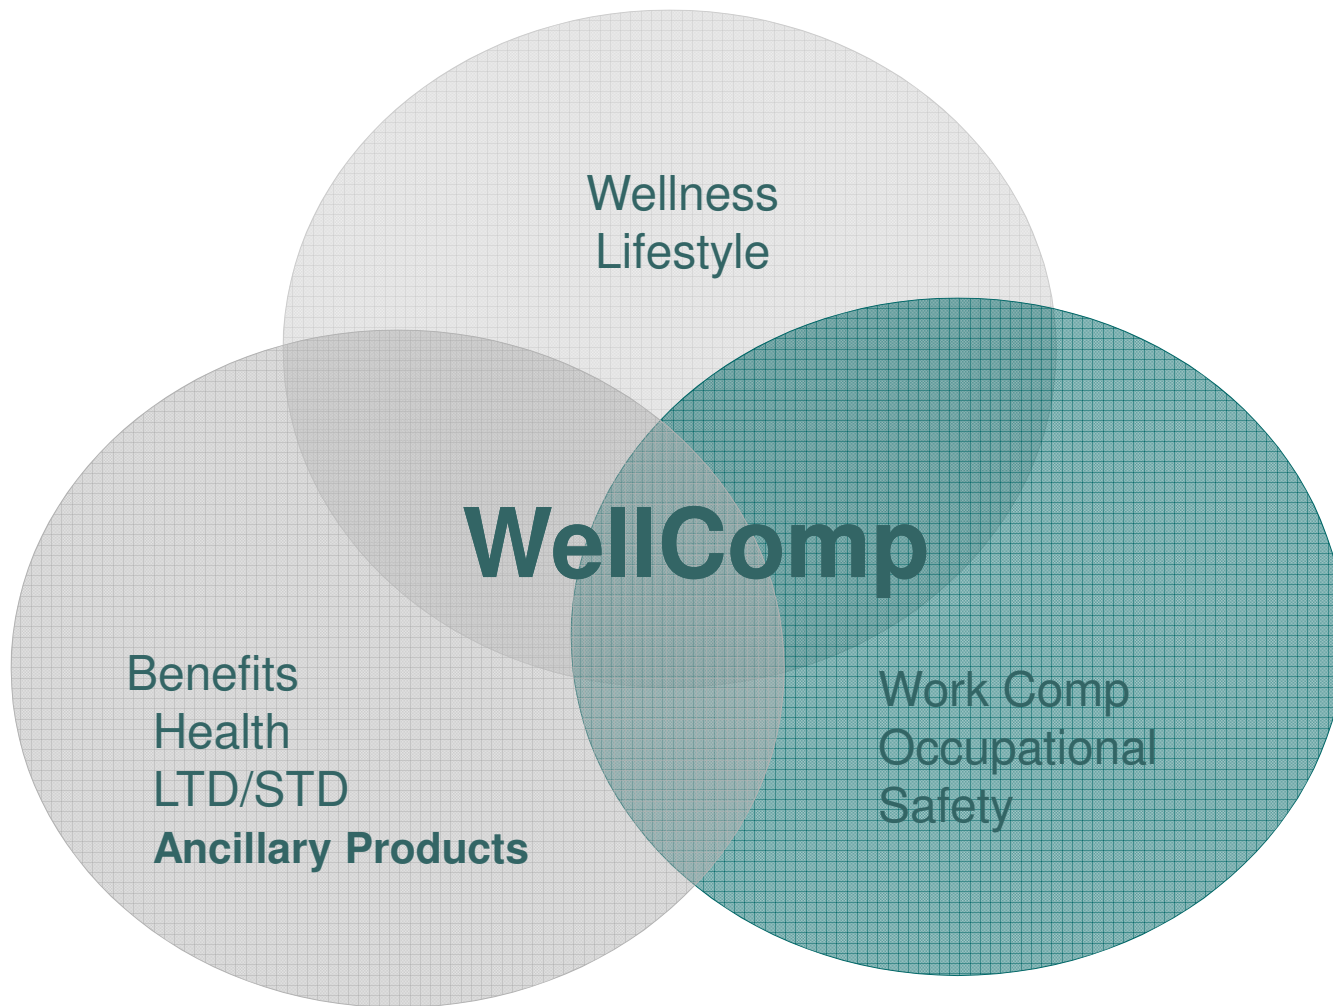 Wellness
Lifestyle
WellComp
Benefits
Health
LTD/STD
Ancillary Products
Work Comp
Occupational
Safety